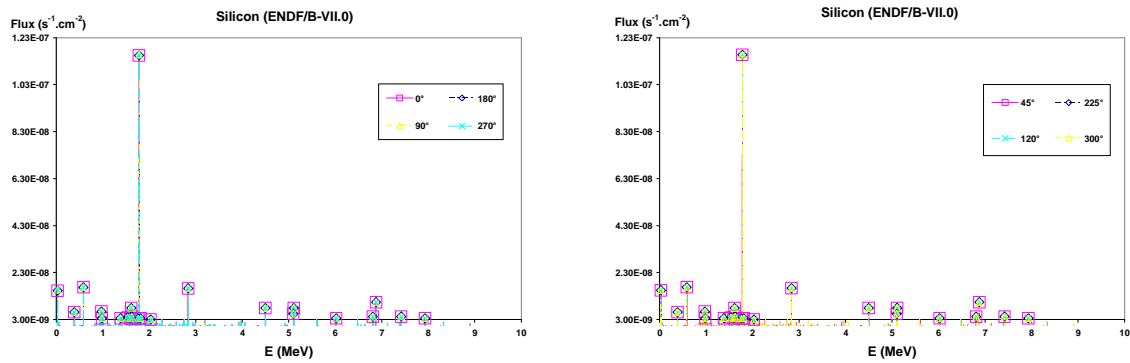 Silicon (ENDF/B-VII.0)
Flux (s⁻¹.cm⁻²)
1.23E-07
1.03E-07
8.30E-08
6.30E-08
4.30E-08
2.30E-08
3.00E-09
0 1 2 3 4 5 6 7 8 9 10
E (MeV)
0° 180°
90° 270°
Silicon (ENDF/B-VII.0)
Flux (s⁻¹.cm⁻²)
1.23E-07
1.03E-07
8.30E-08
6.30E-08
4.30E-08
2.30E-08
3.00E-09
0 1 2 3 4 5 6 7 8 9 10
E (MeV)
45° 225°
120° 300°